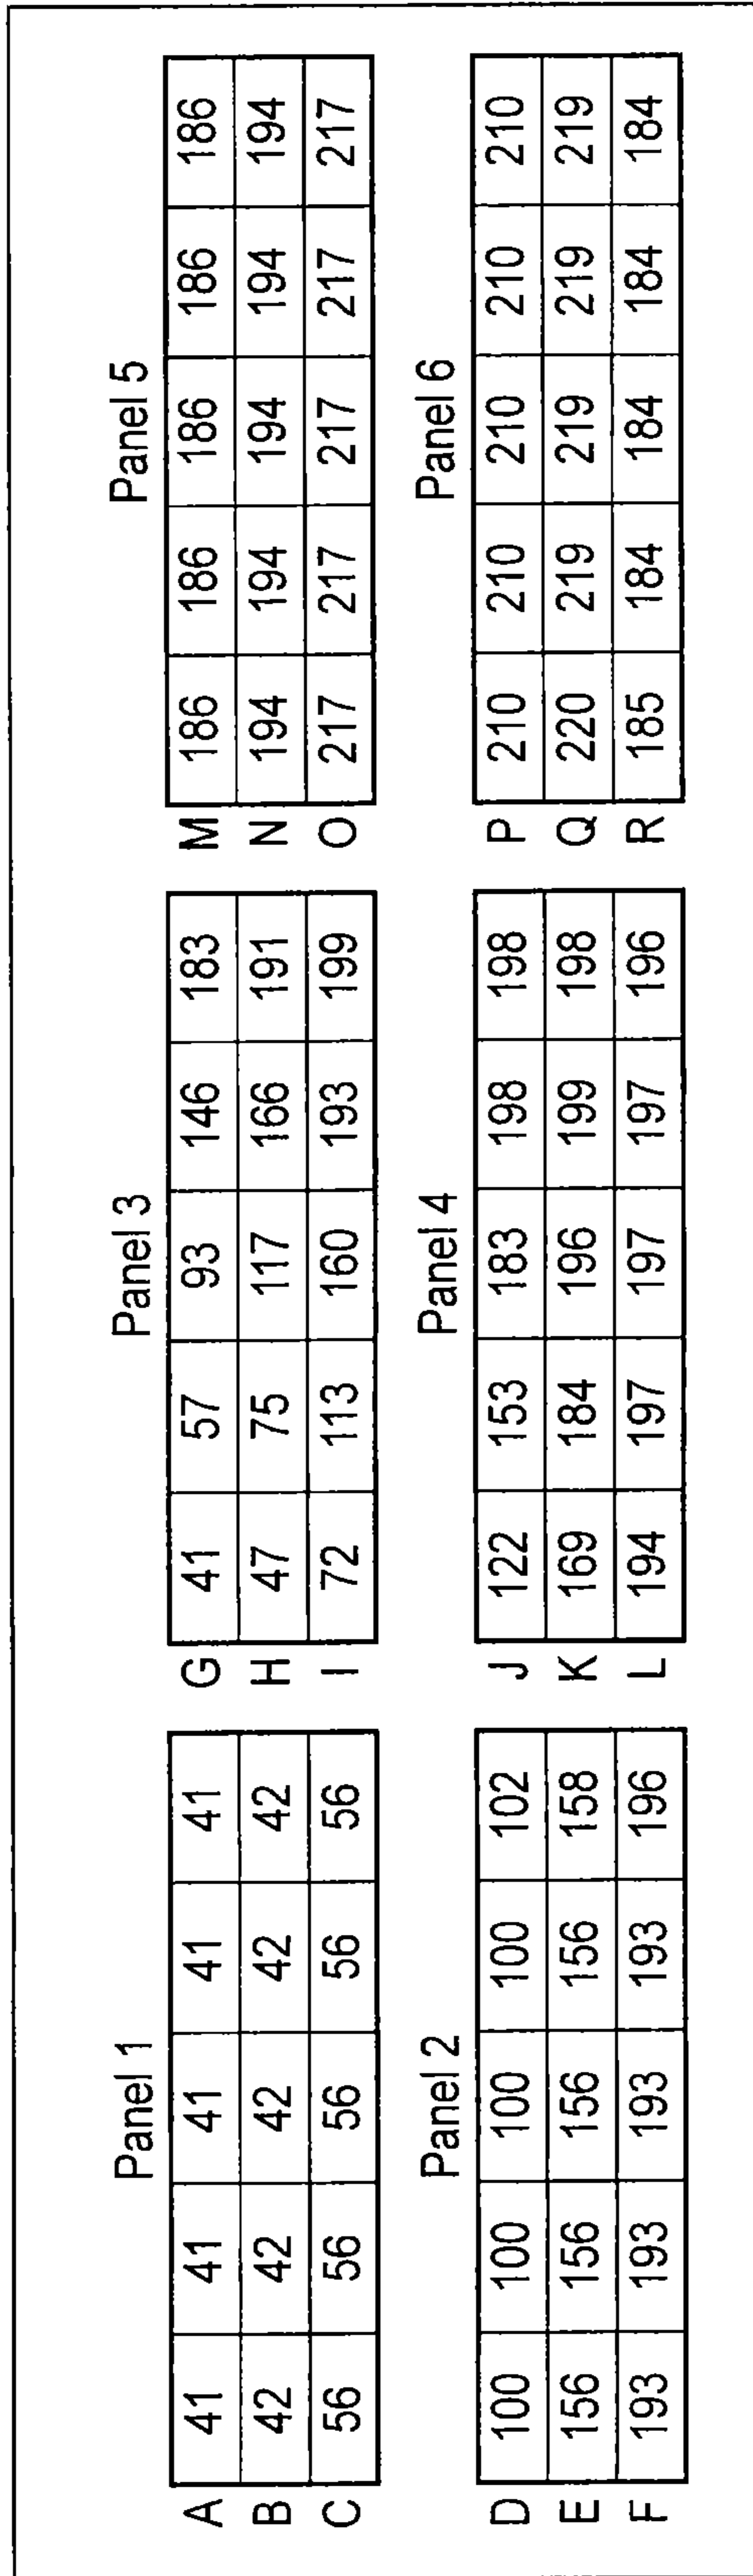 Panel 1
A 41 41 41 41 41
B 42 42 42 42 42
C 56 56 56 56 56
Panel 2
D 100 100 100 100 102
E 156 156 156 156 158
F 193 193 193 193 196
Panel 3
G 41 57 93 146 183
H 47 75 117 166 191
I 72 113 160 193 199
Panel 4
J 122 153 183 198 198
K 169 184 196 199 198
L 194 197 197 197 196
Panel 5
M 186 186 186 186 186
N 194 194 194 194 194
O 217 217 217 217 217
Panel 6
P 210 210 210 210 210
Q 220 219 219 219 219
R 185 184 184 184 184